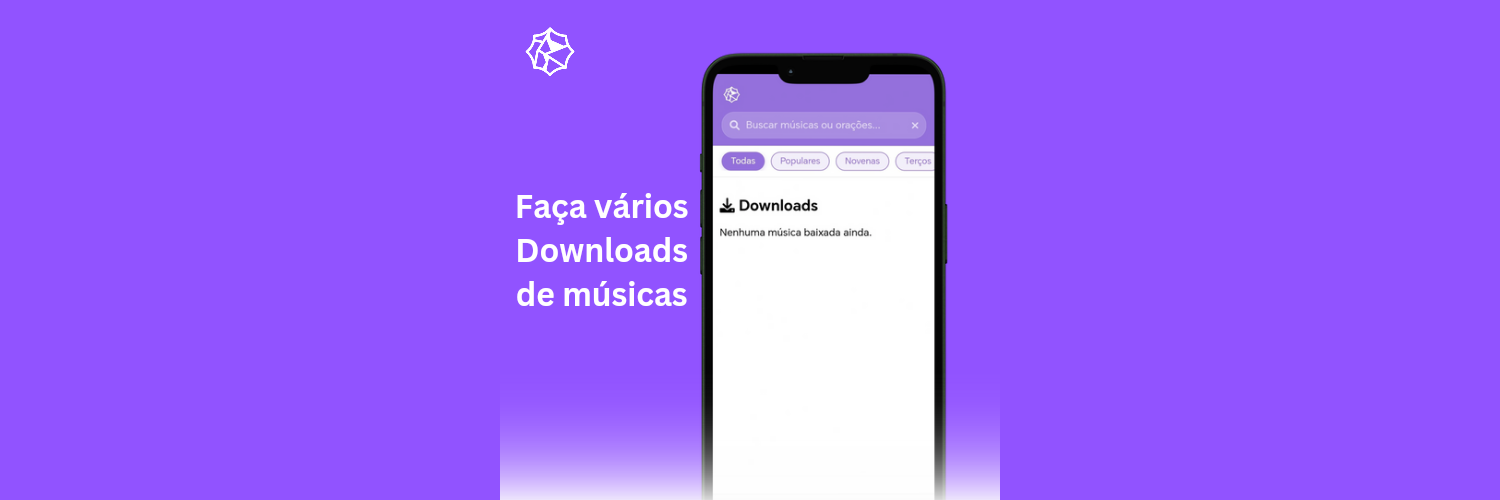 Faça vários
Downloads
de músicas
Buscar músicas ou orações...
Todas Populares Novenas Terços
Downloads
Nenhuma música baixada ainda.